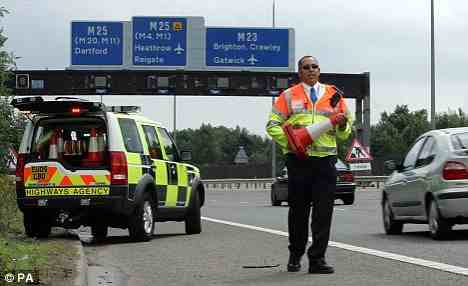 M25
(M20, M11)
Dartford
M25
(M4, M1)
Heathrow
Reigate
M23
Brighton, Crawley
Gatwick
HIGHWAYS AGENCY
© PA